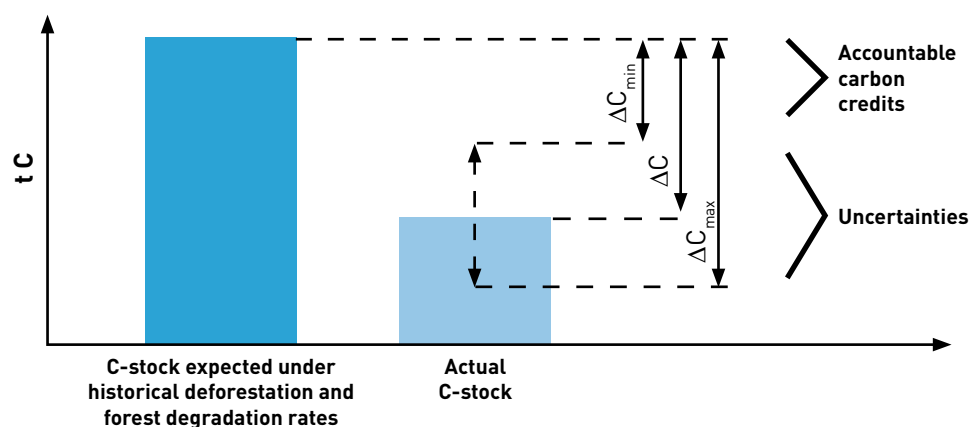 t C
ΔCmin
ΔC
ΔCmax
Accountable
carbon
credits
Uncertainties
C-stock expected under
historical deforestation and
forest degradation rates
Actual
C-stock